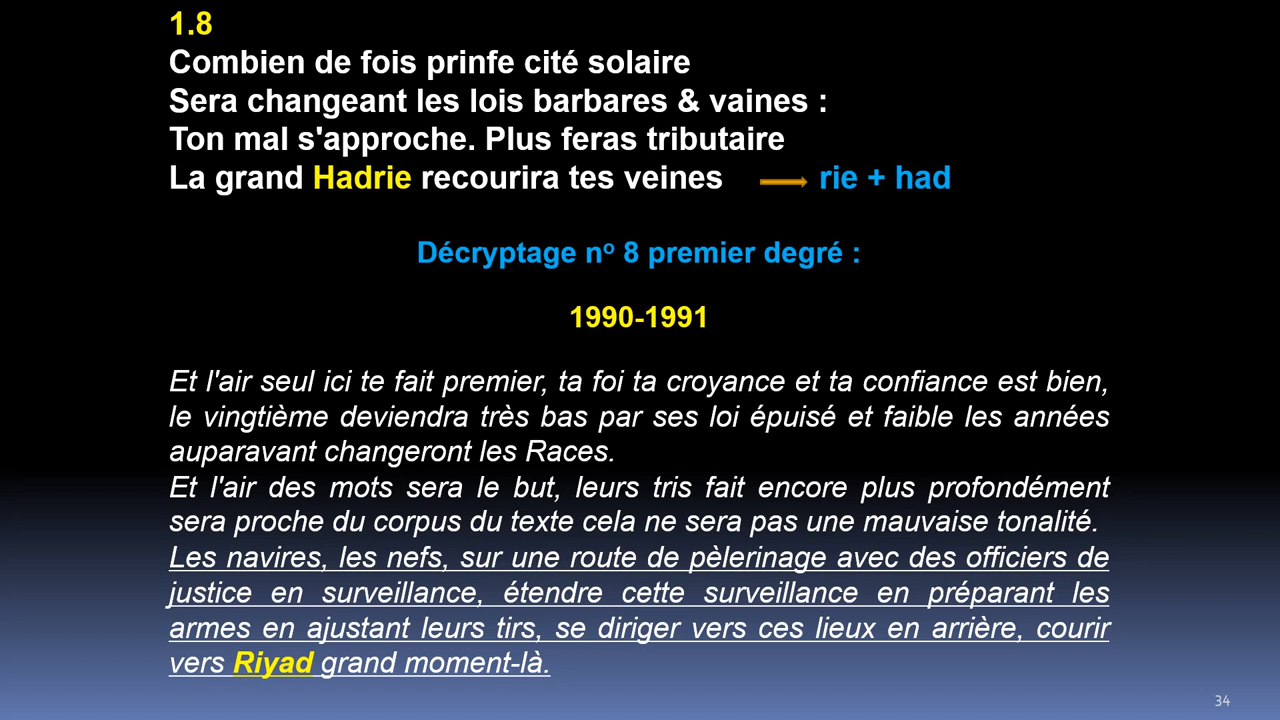 1.8
Combien de fois prinfe cité solaire
Sera changeant les lois barbares & vaines :
Ton mal s'approche. Plus feras tributaire
La grand Hadrie recourira tes veines rie + had
Décryptage nº 8 premier degré :
1990-1991
Et l'air seul ici te fait premier, ta foi ta croyance et ta confiance est bien,
le vingtième deviendra très bas par ses loi épuisé et faible les années
auparavant changeront les Races.
Et l'air des mots sera le but, leurs tris fait encore plus profondément
sera proche du corpus du texte cela ne sera pas une mauvaise tonalité.
Les navires, les nefs, sur une route de pèlerinage avec des officiers de
justice en surveillance, étendre cette surveillance en préparant les
armes en ajustant leurs tirs, se diriger vers ces lieux en arrière, courir
vers Riyad grand moment-là.
34